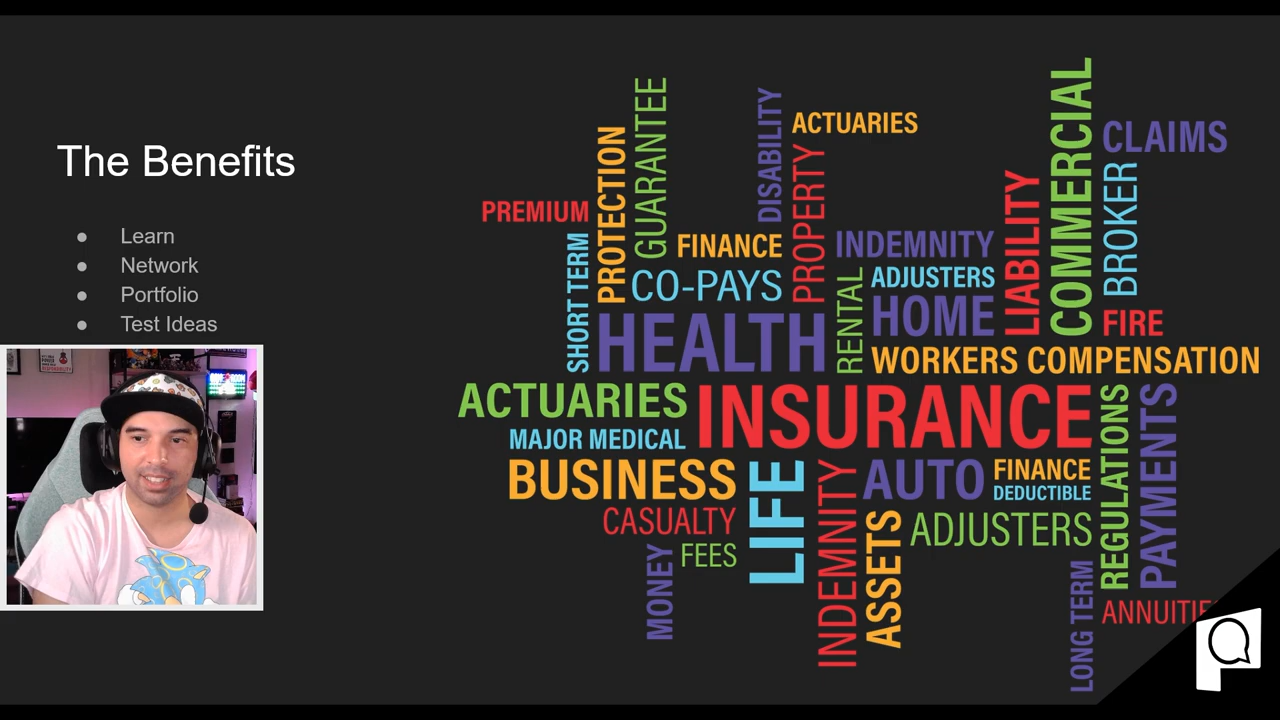 The Benefits
● Learn
● Network
● Portfolio
● Test Ideas
COMMERCIAL
GUARANTEE
DISABILITY
ACTUARIES
CLAIMS
PROTECTION
PROPERTY
BROKER
PREMIUM
LIABILITY
SHORT TERM
FINANCE
INDEMNITY
CO-PAYS
RENTAL
ADJUSTERS
HOME
HEALTH
FIRE
WORKERS COMPENSATION
ACTUARIES
INSURANCE
REGULATIONS
PAYMENTS
MAJOR MEDICAL
BUSINESS
LIFE
INDEMNITY
AUTO
FINANCE
DEDUCTIBLE
CASUALTY
ASSETS
ADJUSTERS
MONEY
FEES
LONG TERM